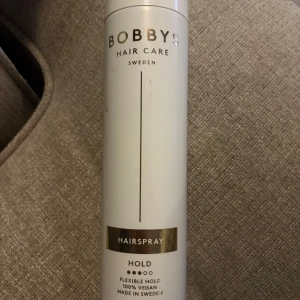 BOBBYS
HAIR CARE
SWEDEN
HAIRSPRAY
HOLD
FLEXIBLE HOLD
100% VEGAN
MADE IN SWEDEN